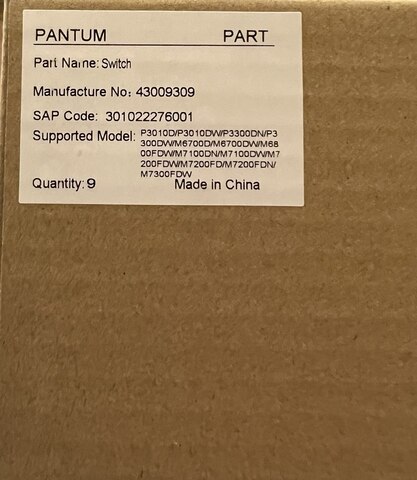 PANTUM PART
Part Name: Switch
Manufacture No: 43009309
SAP Code: 301022276001
Supported Model: P3010D/P3010DW/P3300DN/P3
300DW/M6700D/M6700DW/M68
00FDW/M7100DN/M7100DW/M7
200FDW/M7200FD/M7200FDN/
M7300FDW
Quantity: 9 Made in China